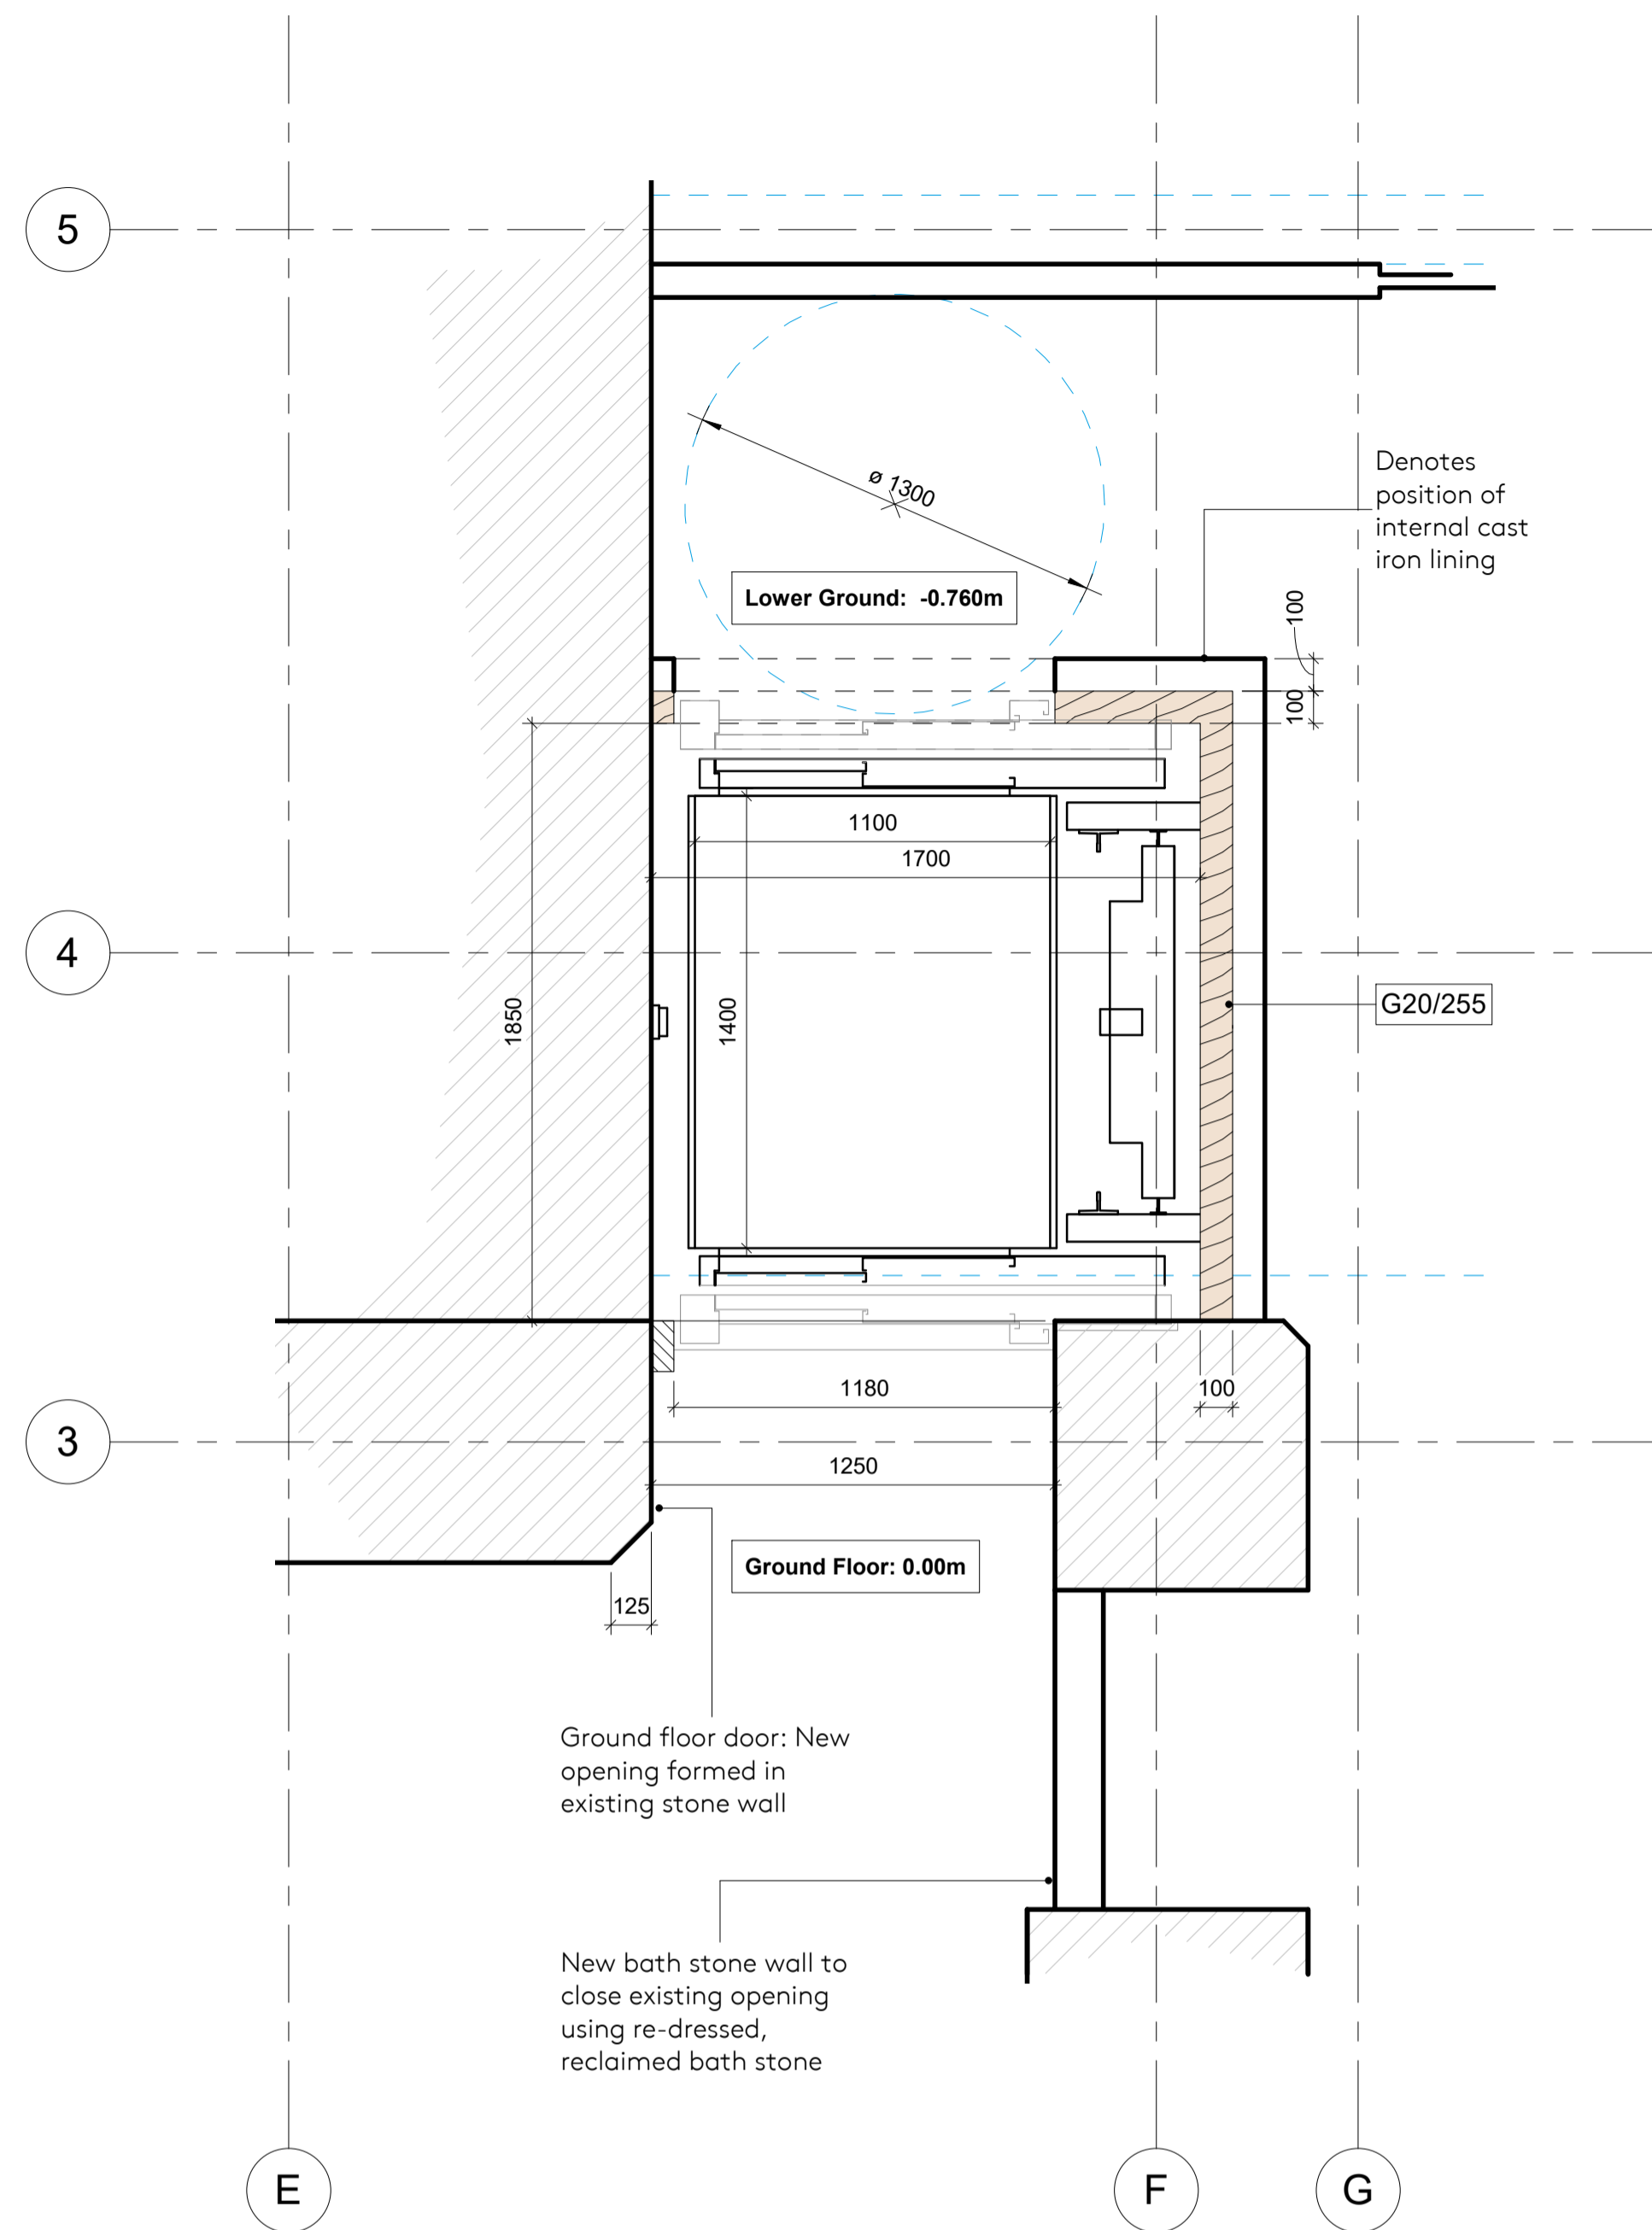 5
Denotes
position of
internal cast
iron lining
ø 1300
Lower Ground: -0.760m
100
100
1100
1700
4
1850
1400
G20/255
1180
100
3
1250
Ground Floor: 0.00m
125
Ground floor door: New
opening formed in
existing stone wall
New bath stone wall to
close existing opening
using re-dressed,
reclaimed bath stone
E
F
G